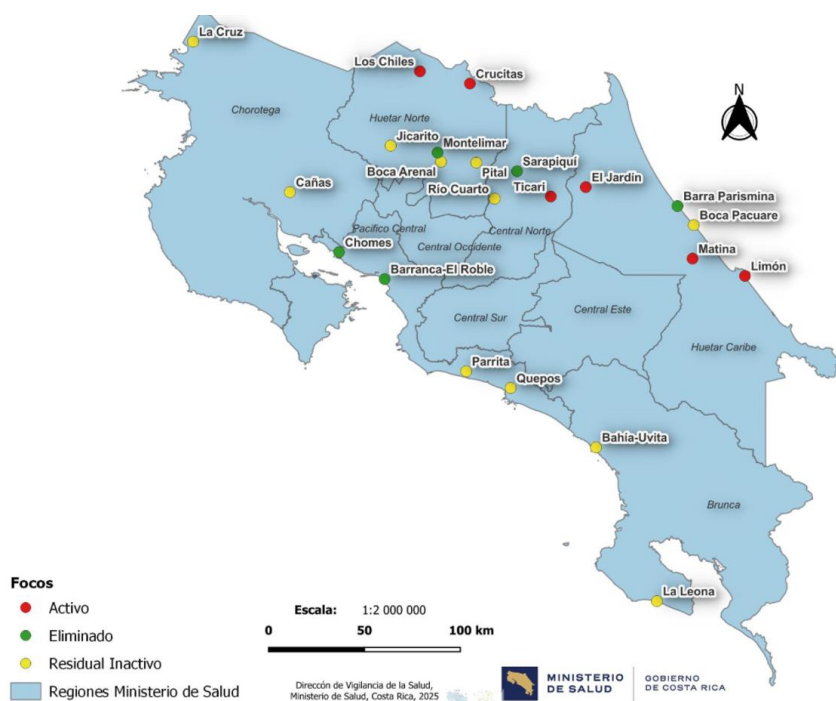 La Cruz
Los Chiles
Crucitas
N
Chorotega
Huetar Norte
Jicarito
Montelimar
Boca Arenal
Pital
Sarapiquí
Cañas
Río Cuarto
Ticari
El Jardín
Barra Parismina
Boca Pacuare
Pacifico Central
Central Norte
Chomes
Central Occidente
Matina
Limón
Barranca-El Roble
Central Sur
Central Este
Huetar Caribe
Parrita
Quepos
Bahía-Uvita
Brunca
La Leona
Focos
Activo
Eliminado
Residual Inactivo
Regiones Ministerio de Salud
Escala: 1:2 000 000
0 50 100 km
Direccón de Vigilancia de la Salud,
Ministerio de Salud, Costa Rica, 2025
MINISTERIO
DE SALUD
GOBIERNO
DE COSTA RICA